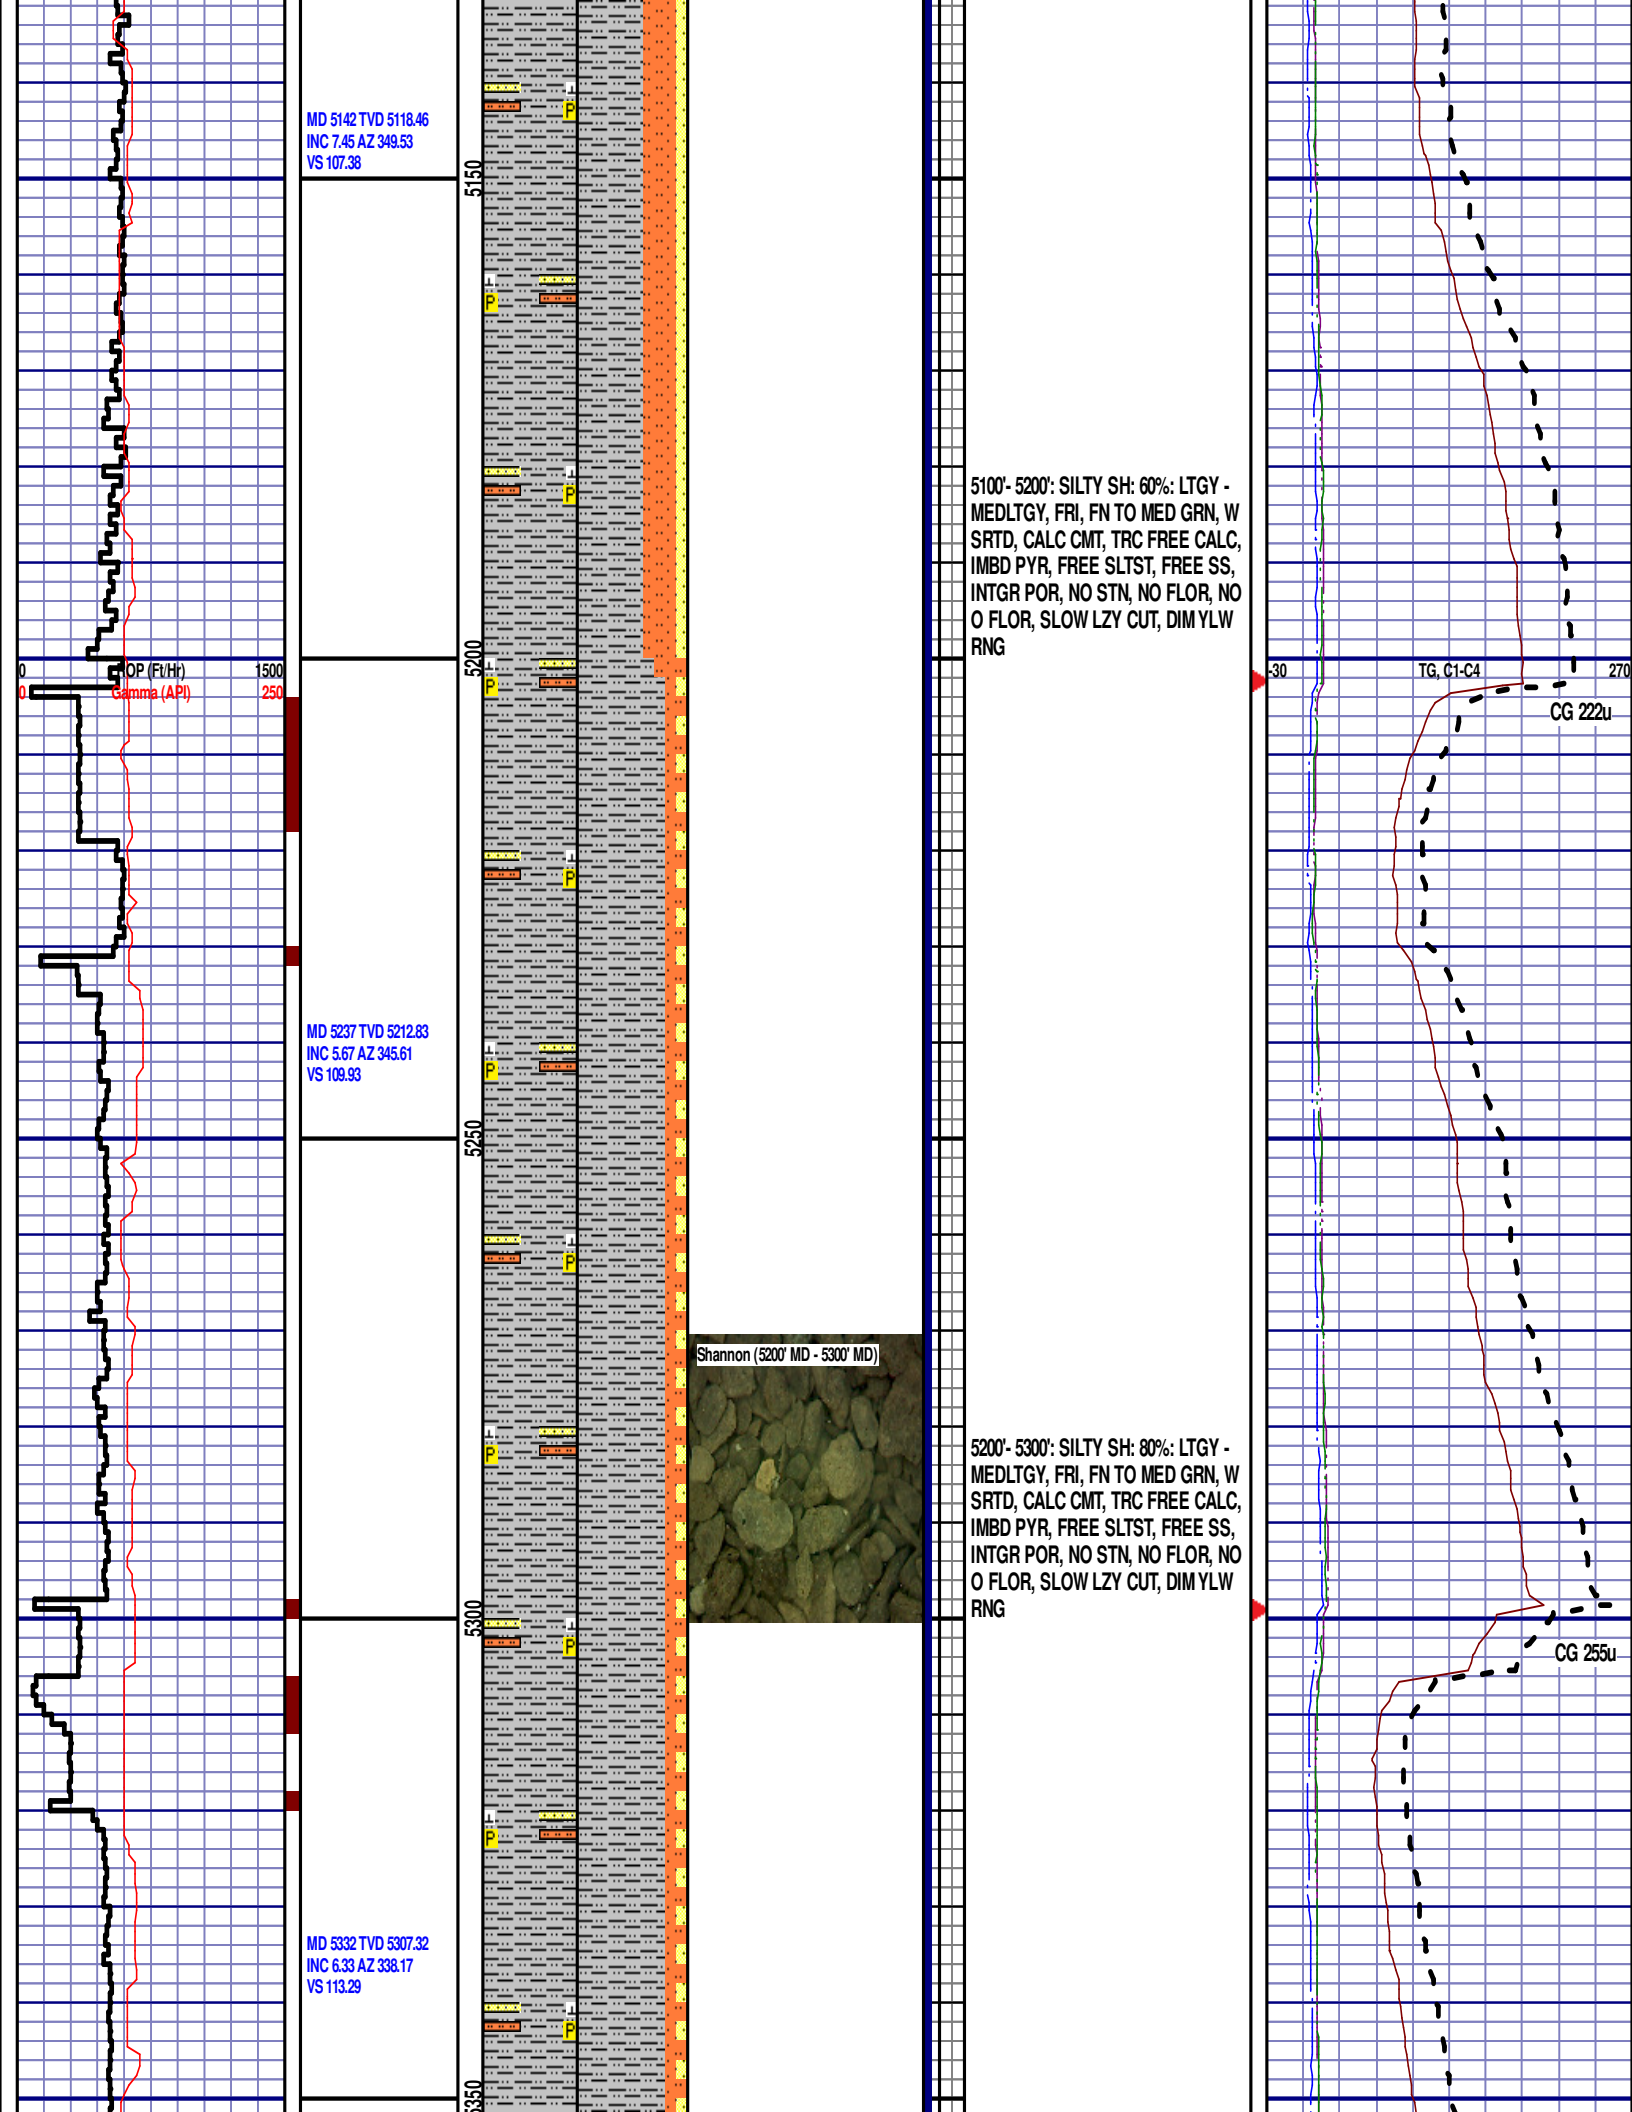 MD 5142 TVD 5118.46
INC 7.45 AZ 349.53
VS 107.38
5150
5100'- 5200': SILTY SH: 60%: LTGY -
MEDLTGY, FRI, FN TO MED GRN, W
SRTD, CALC CMT, TRC FREE CALC,
IMBD PYR, FREE SLTST, FREE SS,
INTGR POR, NO STN, NO FLOR, NO
O FLOR, SLOW LZY CUT, DIM YLW
RNG
5200
0 ROP (Ft/Hr) 1500
0 Gamma (API) 250
-30 TG, C1-C4 270
CG 222u
MD 5237 TVD 5212.83
INC 5.67 AZ 345.61
VS 109.93
5250
Shannon (5200' MD - 5300' MD)
5200'- 5300': SILTY SH: 80%: LTGY -
MEDLTGY, FRI, FN TO MED GRN, W
SRTD, CALC CMT, TRC FREE CALC,
IMBD PYR, FREE SLTST, FREE SS,
INTGR POR, NO STN, NO FLOR, NO
O FLOR, SLOW LZY CUT, DIM YLW
RNG
5300
CG 255u
MD 5332 TVD 5307.32
INC 6.33 AZ 338.17
VS 113.29
5350
P
P
P
P
P
P
P
P
P
P
P